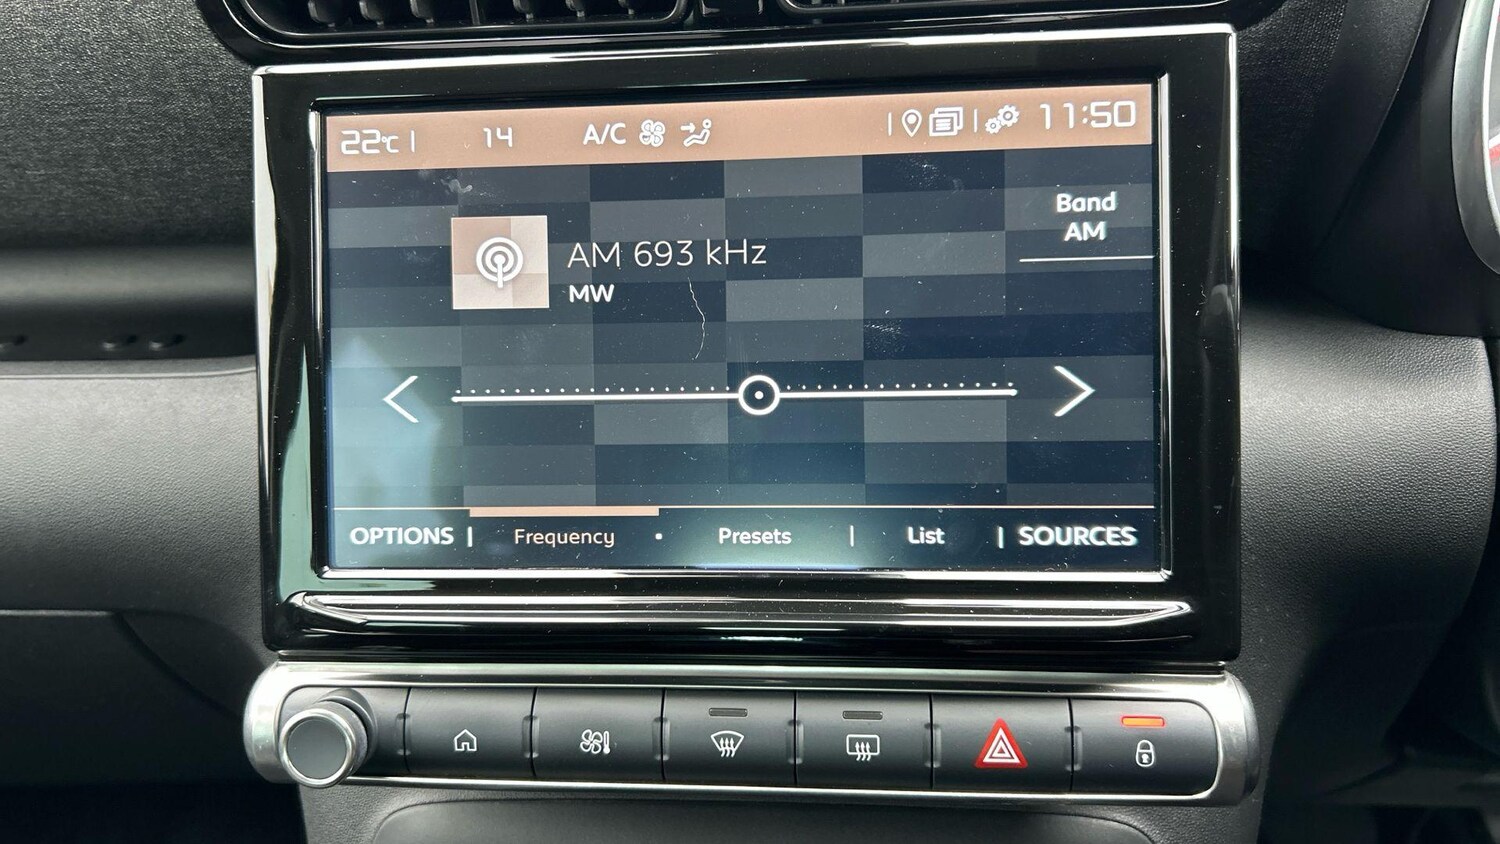 22°C | 14 A/C 11:50
Band
AM
AM 693 kHz
MW
OPTIONS | Frequency • Presets | List | SOURCES